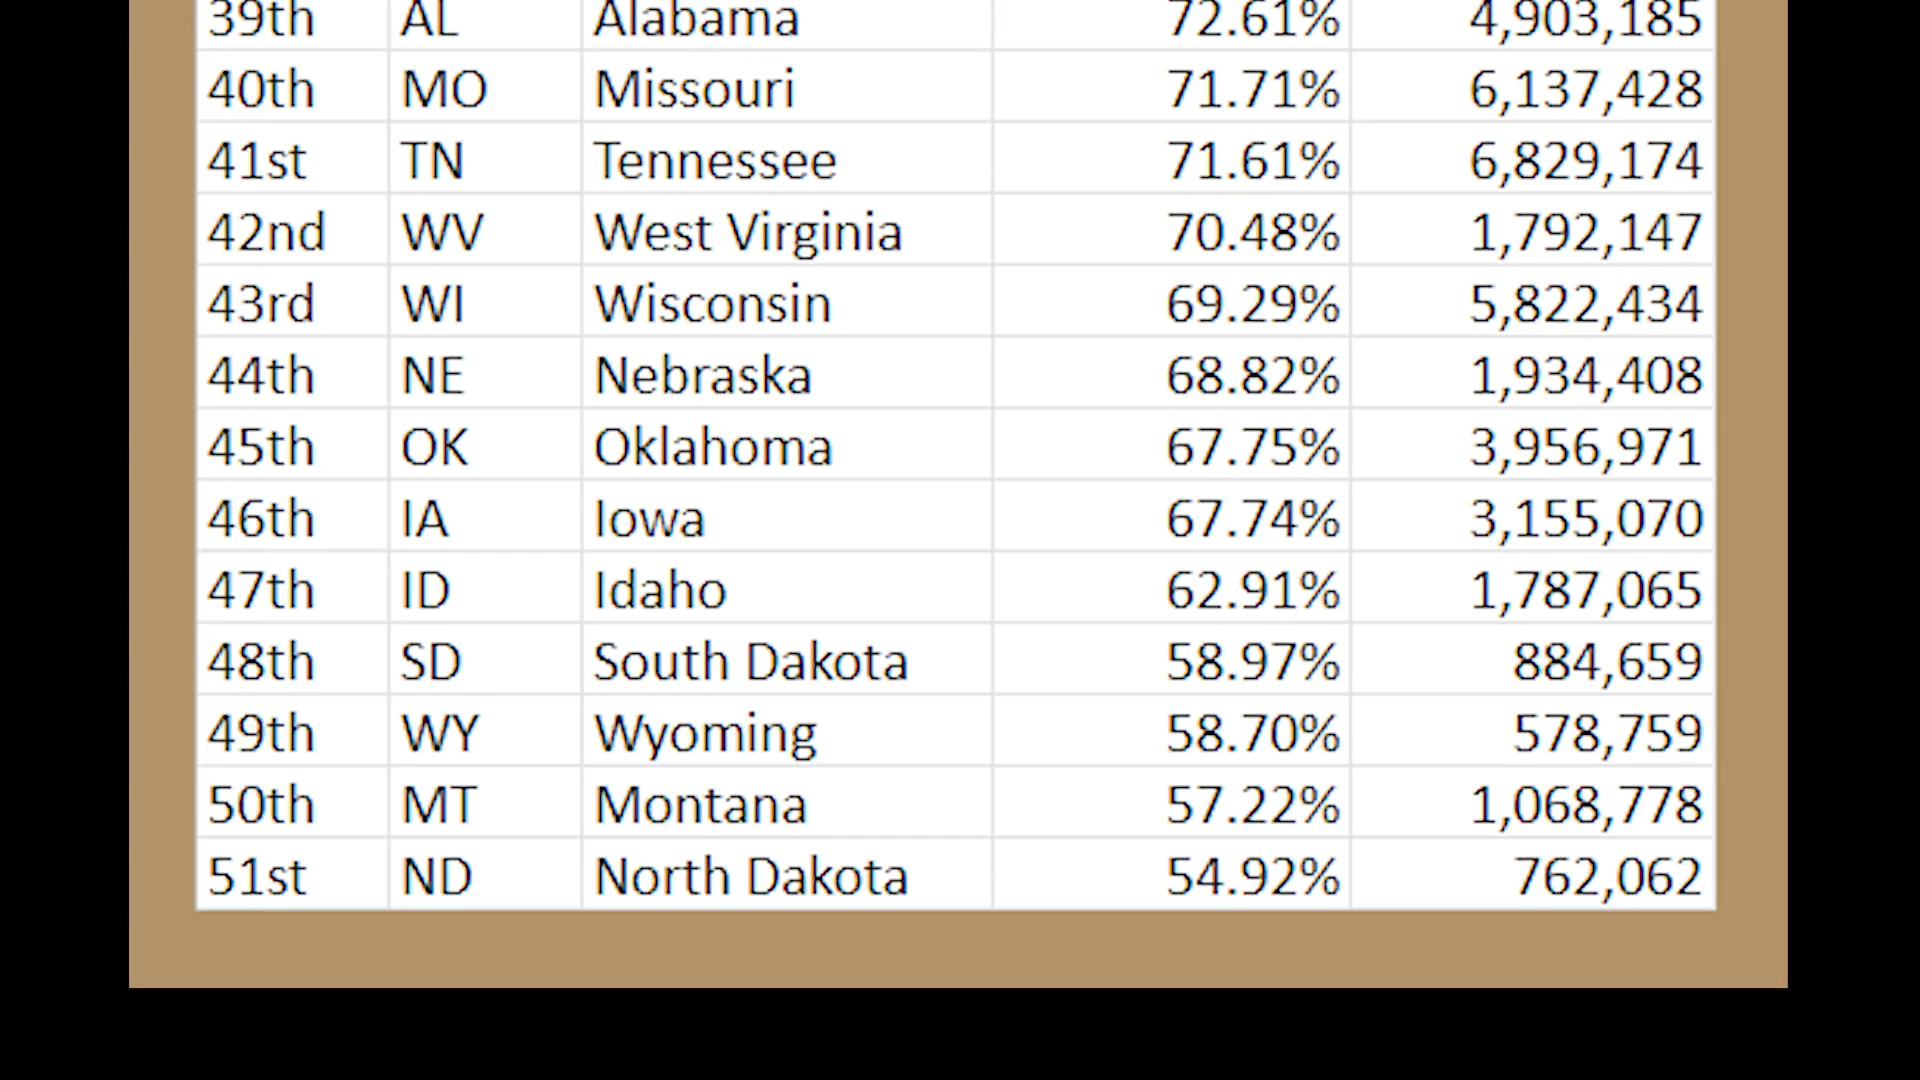 39th AL Alabama 72.61% 4,903,185
40th MO Missouri 71.71% 6,137,428
41st TN Tennessee 71.61% 6,829,174
42nd WV West Virginia 70.48% 1,792,147
43rd WI Wisconsin 69.29% 5,822,434
44th NE Nebraska 68.82% 1,934,408
45th OK Oklahoma 67.75% 3,956,971
46th IA Iowa 67.74% 3,155,070
47th ID Idaho 62.91% 1,787,065
48th SD South Dakota 58.97% 884,659
49th WY Wyoming 58.70% 578,759
50th MT Montana 57.22% 1,068,778
51st ND North Dakota 54.92% 762,062